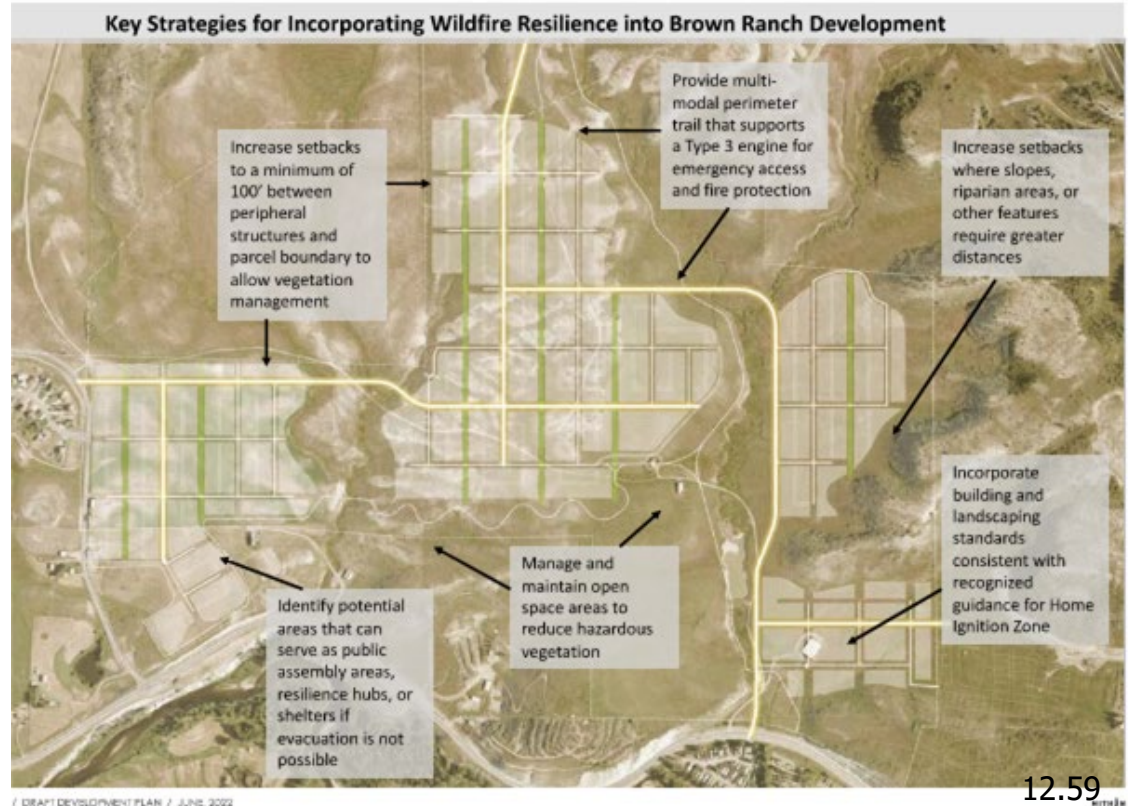 Key Strategies for Incorporating Wildfire Resilience into Brown Ranch Development
Provide multi-
modal perimeter
trail that supports
a Type 3 engine for
emergency access
and fire protection
Increase setbacks
to a minimum of
100' between
peripheral
structures and
parcel boundary to
allow vegetation
management
Increase setbacks
where slopes,
riparian areas, or
other features
require greater
distances
Incorporate
building and
landscaping
standards
consistent with
recognized
guidance for Home
Ignition Zone
Manage and
maintain open
space areas to
reduce hazardous
vegetation
Identify potential
areas that can
serve as public
assembly areas,
resilience hubs, or
shelters if
evacuation is not
possible
12.59
/ DRAFT DEVELOPMENT PLAN / JUNE, 2022